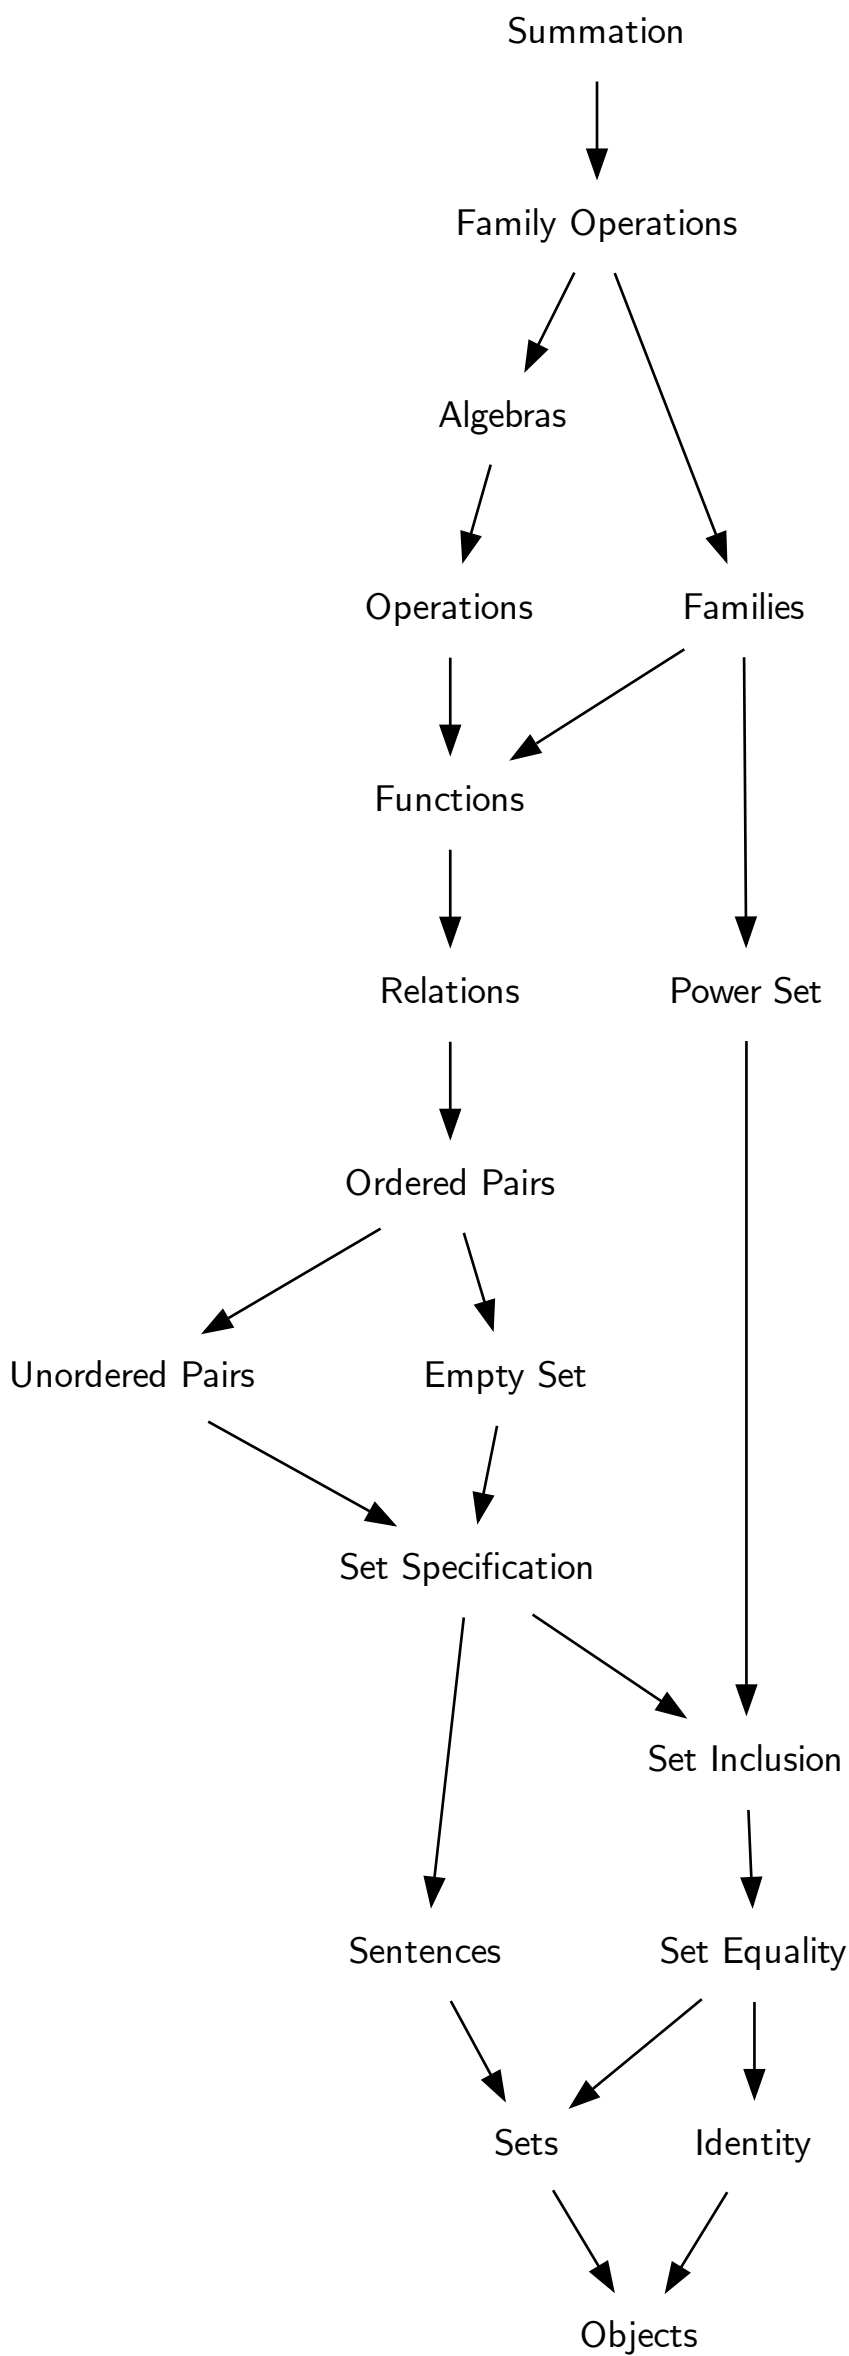 Summation
Family Operations
Algebras
Operations
Families
Functions
Relations
Power Set
Ordered Pairs
Unordered Pairs
Empty Set
Set Specification
Set Inclusion
Sentences
Set Equality
Sets
Identity
Objects